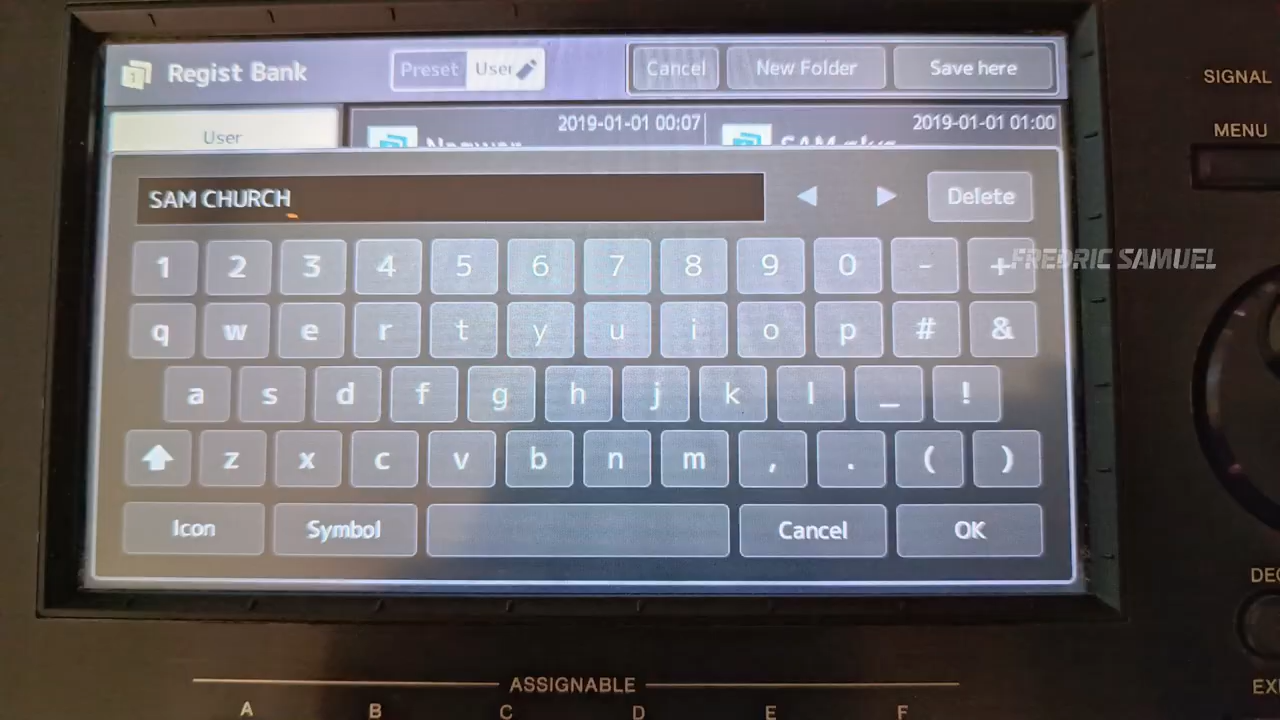 Regist Bank Preset User Cancel New Folder Save here
SIGNAL
User 2019-01-01 00:07 2019-01-01 01:00
MENU
SAM CHURCH Delete
1 2 3 4 5 6 7 8 9 0 - +
FREDRIC SAMUEL
q w e r t y u i o p # &
a s d f g h j k l _ !
z x c v b n m , . ( )
Icon Symbol Cancel OK
ASSIGNABLE
A B C D E F